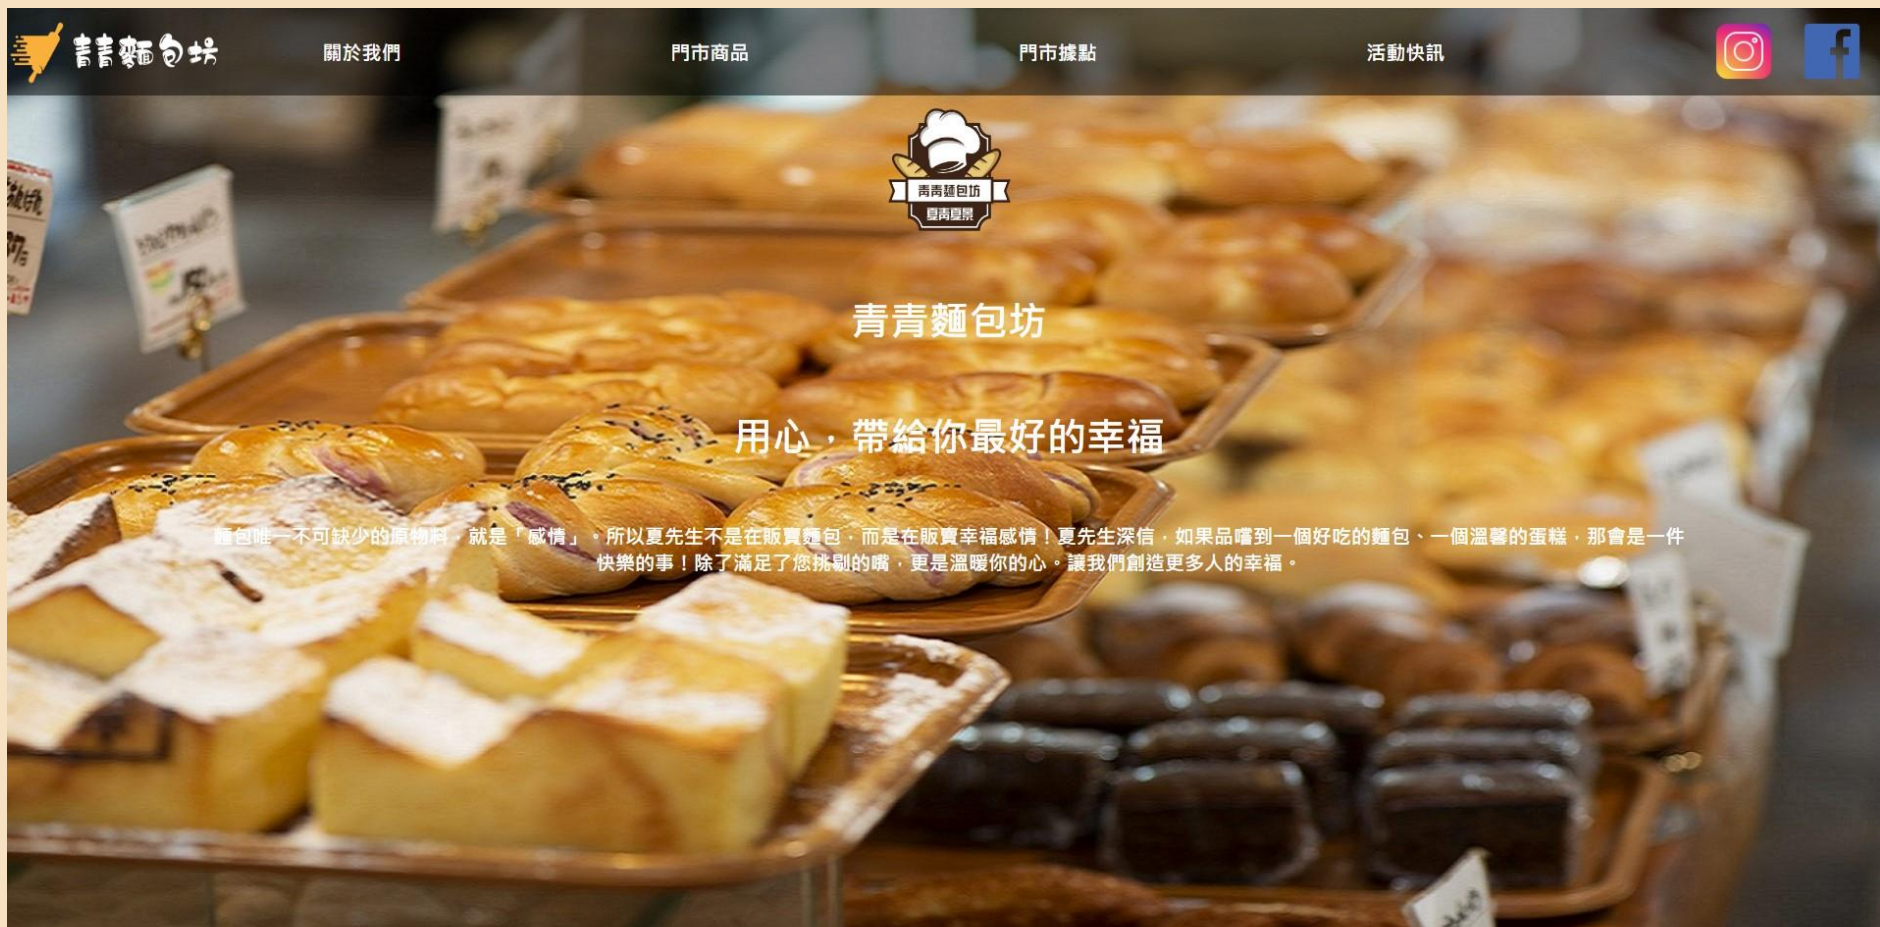 青青麵包坊
關於我們
門市商品
門市據點
活動快訊
青青麵包坊
夏青夏景
青青麵包坊
用心，帶給你最好的幸福
麵包唯一不可缺少的原物料，就是「感情」。所以夏先生不是在販賣麵包，而是在販賣幸福感情！夏先生深信，如果品嚐到一個好吃的麵包、一個溫馨的蛋糕，那會是一件
快樂的事！除了滿足了您挑剔的嘴，更是溫暖你的心。讓我們創造更多人的幸福。